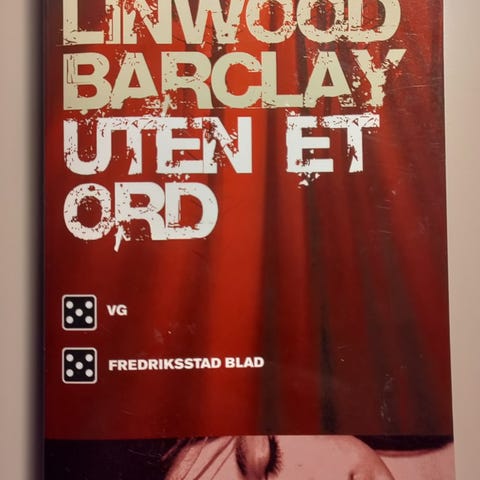 LINWOOD
BARCLAY
UTEN ET
ORD
VG
FREDRIKSSTAD BLAD